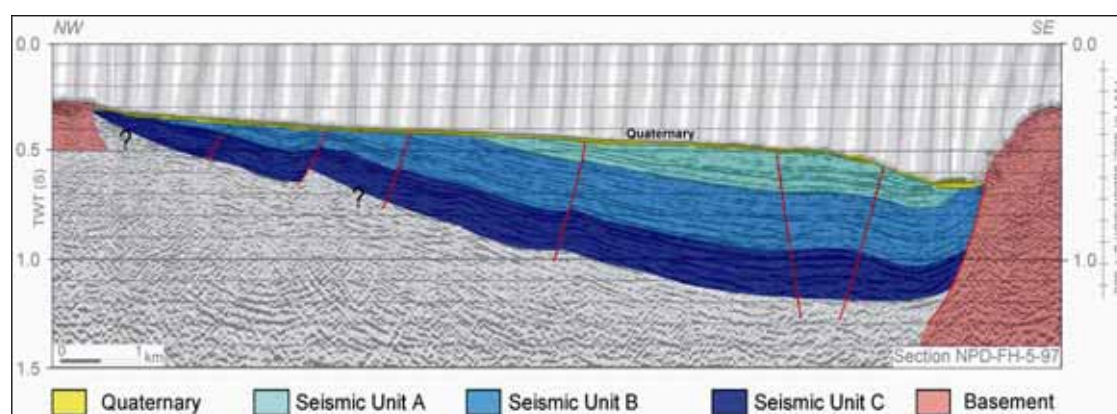 NW SE
0.0 0.0
Quaternary
?
0.5
TWT (s)
?
1.0 1.0
0 1 km
Section NPD-FH-5-97
1.5
Quaternary Seismic Unit A Seismic Unit B Seismic Unit C Basement